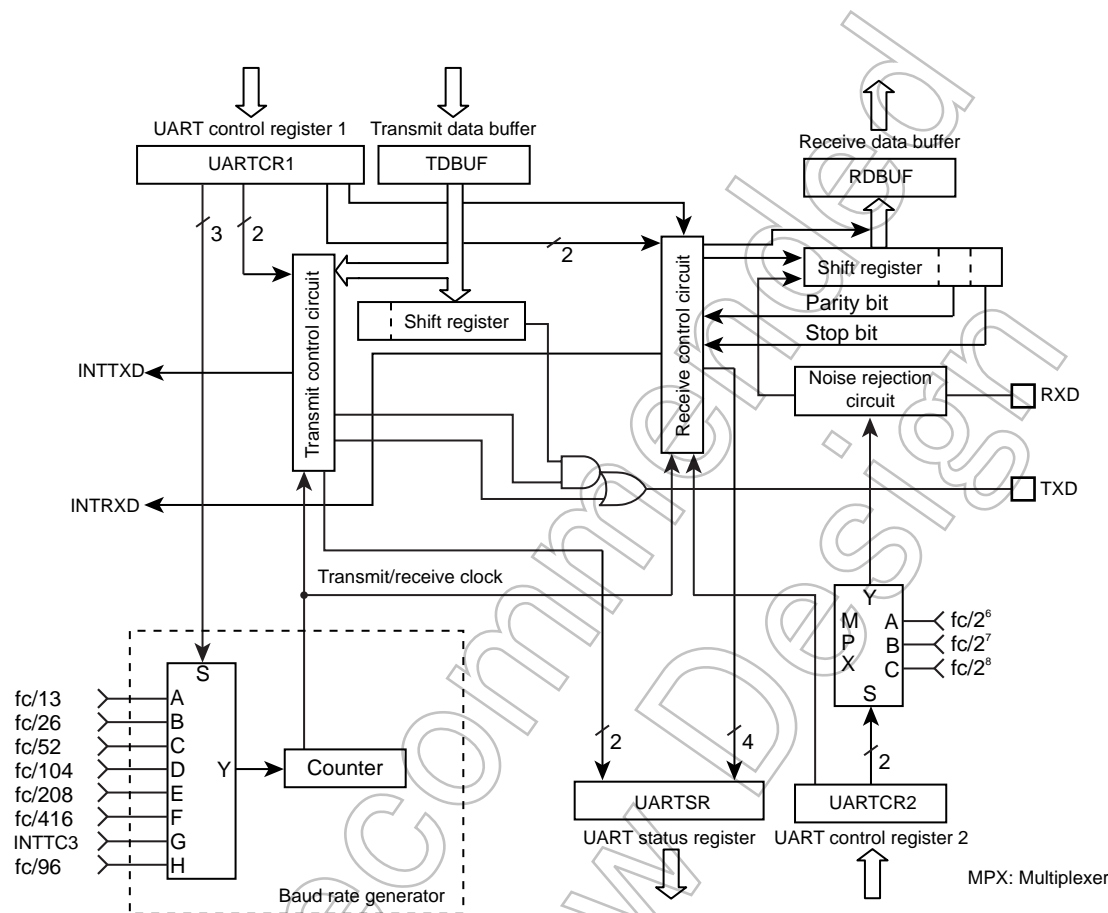 UART control register 1
Transmit data buffer
Receive data buffer
UARTCR1
TDBUF
RDBUF
3
2
2
Transmit control circuit
Shift register
Receive control circuit
Shift register
Parity bit
Stop bit
INTTXD
Noise rejection
circuit
RXD
INTRXD
TXD
Transmit/receive clock
Y
M
P
X
A
B
C
S
fc/2⁶
fc/2⁷
fc/2⁸
S
fc/13
A
fc/26
B
fc/52
C
fc/104
D
fc/208
E
fc/416
F
INTTC3
G
fc/96
H
Y
Counter
2
4
2
UARTSR
UARTCR2
UART status register
UART control register 2
Baud rate generator
MPX: Multiplexer
ecommended
w Design